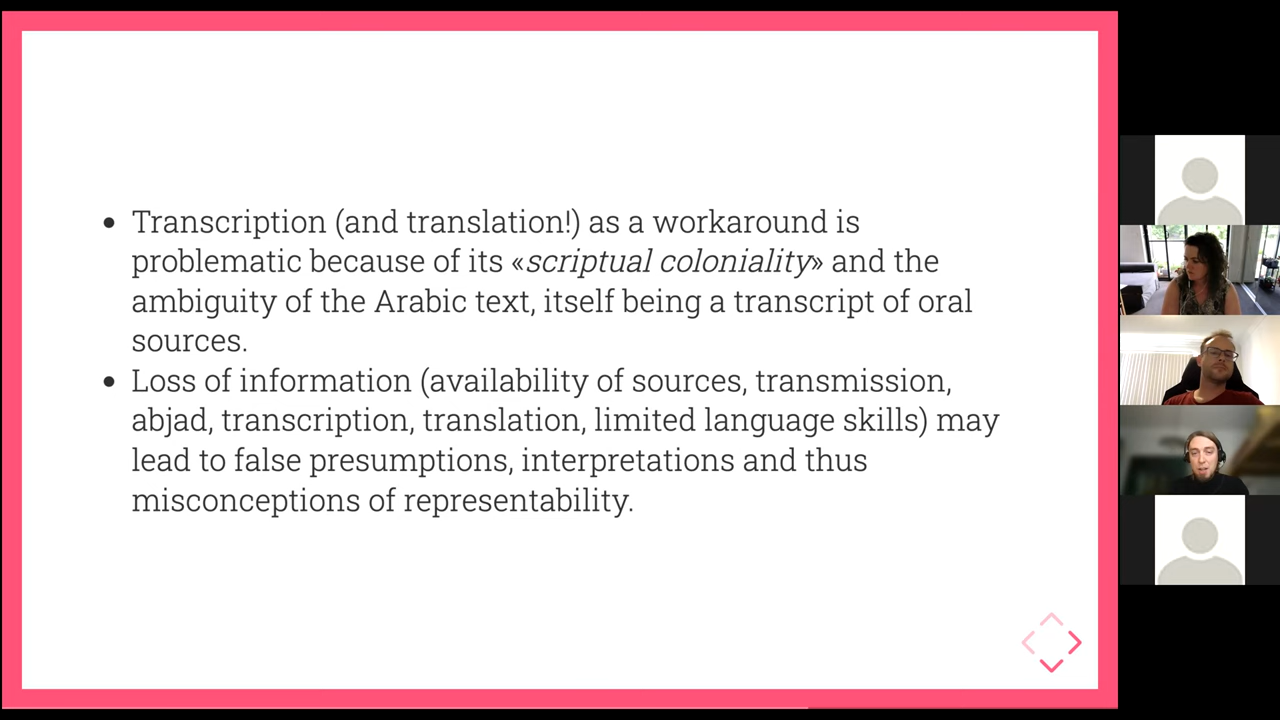 • Transcription (and translation!) as a workaround is
problematic because of its «scriptual coloniality» and the
ambiguity of the Arabic text, itself being a transcript of oral
sources.
• Loss of information (availability of sources, transmission,
abjad, transcription, translation, limited language skills) may
lead to false presumptions, interpretations and thus
misconceptions of representability.